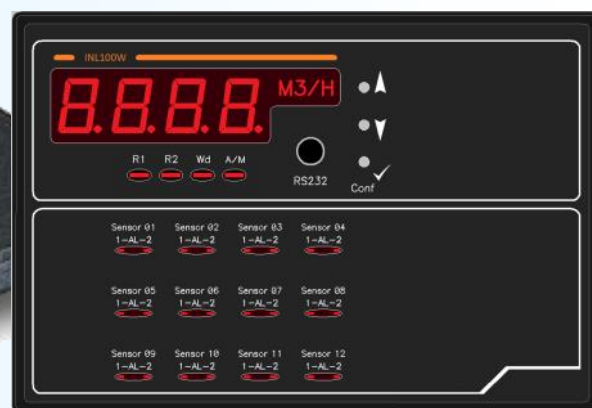 INL100W
8.8.8.8. M3/H
R1 R2 Wd A/M
RS232
Conf
Sensor 01 Sensor 02 Sensor 03 Sensor 04
1-AL-2 1-AL-2 1-AL-2 1-AL-2
Sensor 05 Sensor 06 Sensor 07 Sensor 08
1-AL-2 1-AL-2 1-AL-2 1-AL-2
Sensor 09 Sensor 10 Sensor 11 Sensor 12
1-AL-2 1-AL-2 1-AL-2 1-AL-2